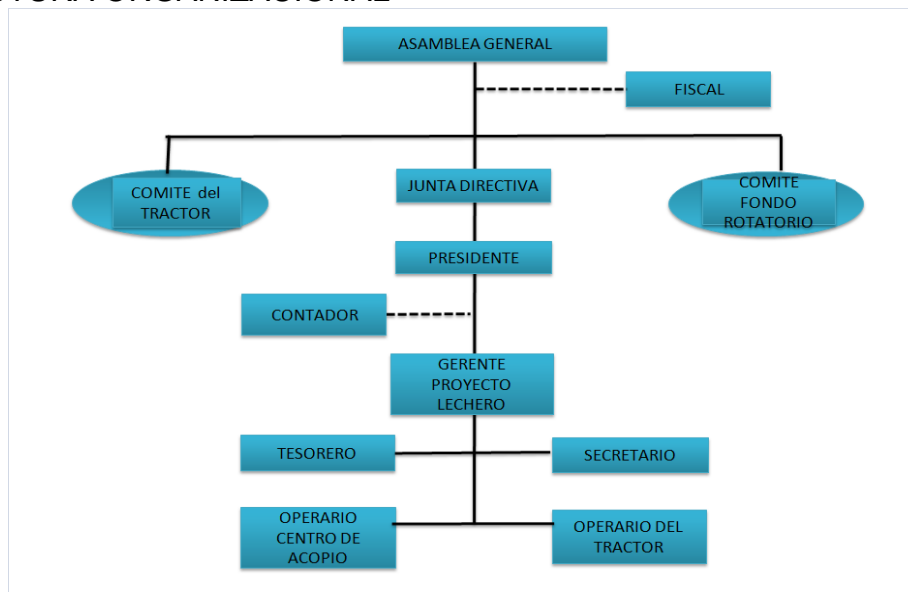 ASAMBLEA GENERAL
FISCAL
COMITE del
TRACTOR
JUNTA DIRECTIVA
COMITE
FONDO
ROTATORIO
PRESIDENTE
CONTADOR
GERENTE
PROYECTO
LECHERO
TESORERO
SECRETARIO
OPERARIO
CENTRO DE
ACOPIO
OPERARIO DEL
TRACTOR